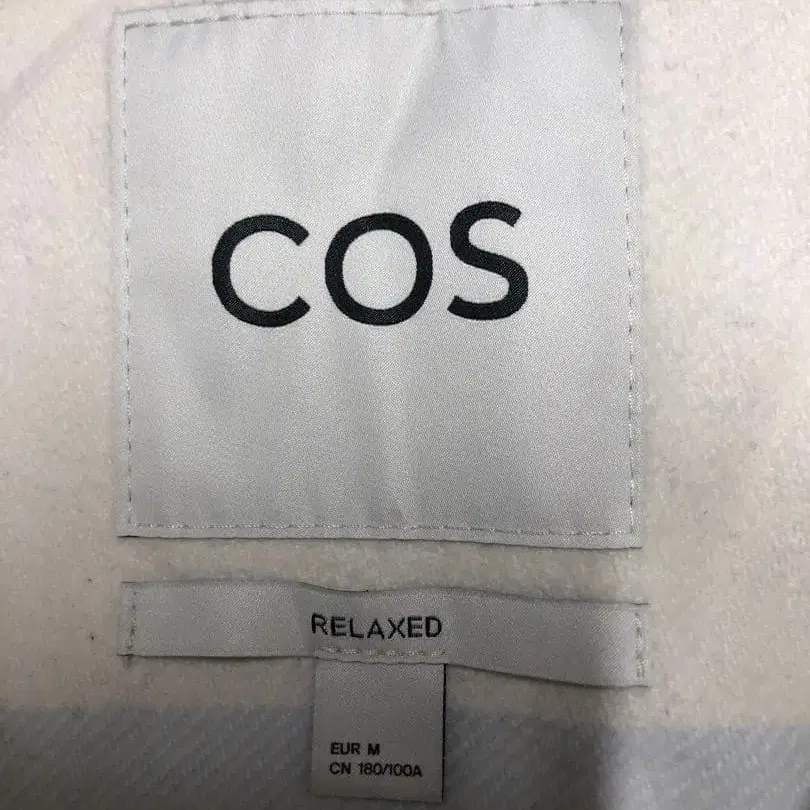 COS
RELAXED
EUR M
CN 180/100A